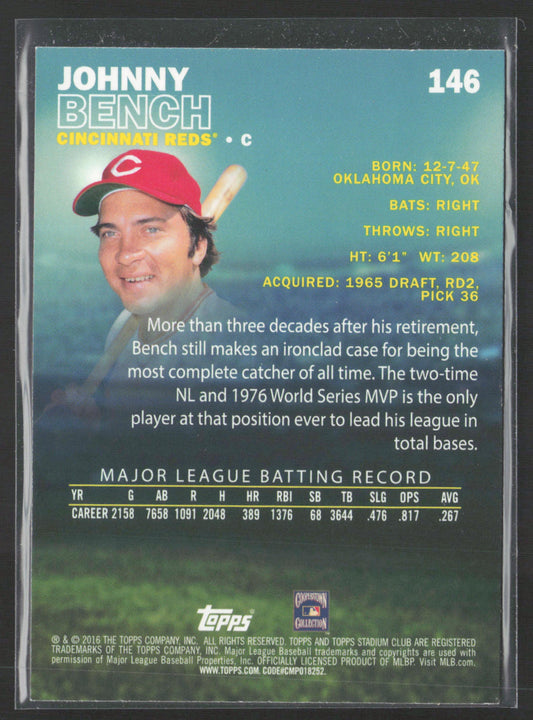 JOHNNY
BENCH
CINCINNATI REDS® • C
146
BORN: 12-7-47
OKLAHOMA CITY, OK
BATS: RIGHT
THROWS: RIGHT
HT: 6'1" WT: 208
ACQUIRED: 1965 DRAFT, RD2,
PICK 36
C
More than three decades after his retirement,
Bench still makes an ironclad case for being the
most complete catcher of all time. The two-time
NL and 1976 World Series MVP is the only
player at that position ever to lead his league in
total bases.
MAJOR LEAGUE BATTING RECORD
YR G AB R H HR RBI SB TB SLG OPS AVG
CAREER 2158 7658 1091 2048 389 1376 68 3644 .476 .817 .267
Topps
COOPERSTOWN
COLLECTION
® & © 2016 THE TOPPS COMPANY, INC. ALL RIGHTS RESERVED. TOPPS AND TOPPS STADIUM CLUB ARE REGISTERED
TRADEMARKS OF THE TOPPS COMPANY, INC. Major League Baseball trademarks and copyrights are used with
permission of Major League Baseball Properties, Inc. OFFICIALLY LICENSED PRODUCT OF MLBP. Visit MLB.com.
WWW.TOPPS.COM. CODE#CMP018252.